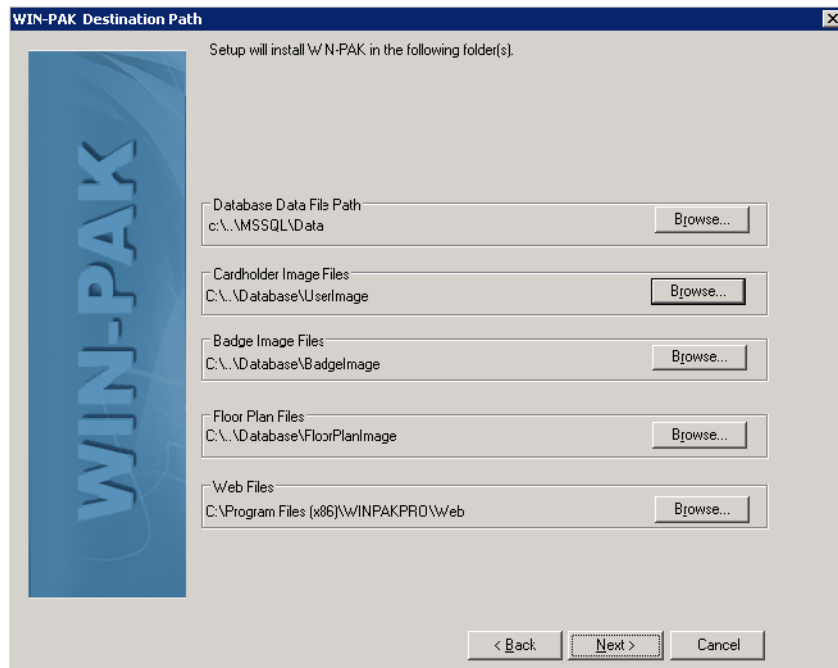 WIN-PAK Destination Path
Setup will install WIN-PAK in the following folder(s).
WIN-PAK
Database Data File Path
c:\..\MSSQL\Data
Browse...
Cardholder Image Files
C:\..\Database\UserImage
Browse...
Badge Image Files
C:\..\Database\BadgeImage
Browse...
Floor Plan Files
C:\..\Database\FloorPlanImage
Browse...
Web Files
C:\Program Files (x86)\WINPAKPRO\Web
Browse...
< Back
Next >
Cancel